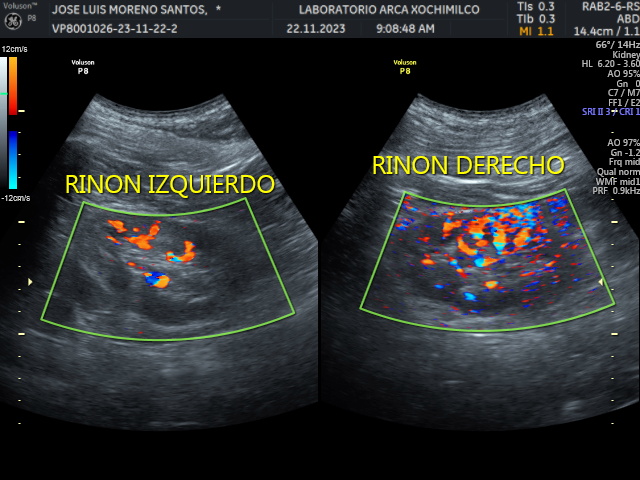 Voluson™
P8
JOSE LUIS MORENO SANTOS, *
VP8001026-23-11-22-2
LABORATORIO ARCA XOCHIMILCO
22.11.2023 9:08:48 AM
TIs 0.3
TIb 0.3
MI 1.1
RAB2-6-RS
ABD
14.4cm / 1.1
66°/ 14Hz
Kidney
HL 6.20 - 3.60
AO 95%
Gn 0
C7 / M7
FF1 / E2
SRI II 3 / CRI 1
AO 97%
Gn -1.2
Frq mid
Qual norm
WMF mid1
PRF 0.9kHz
12cm/s
-12cm/s
Voluson
P8
RINON IZQUIERDO
Voluson
P8
RINON DERECHO